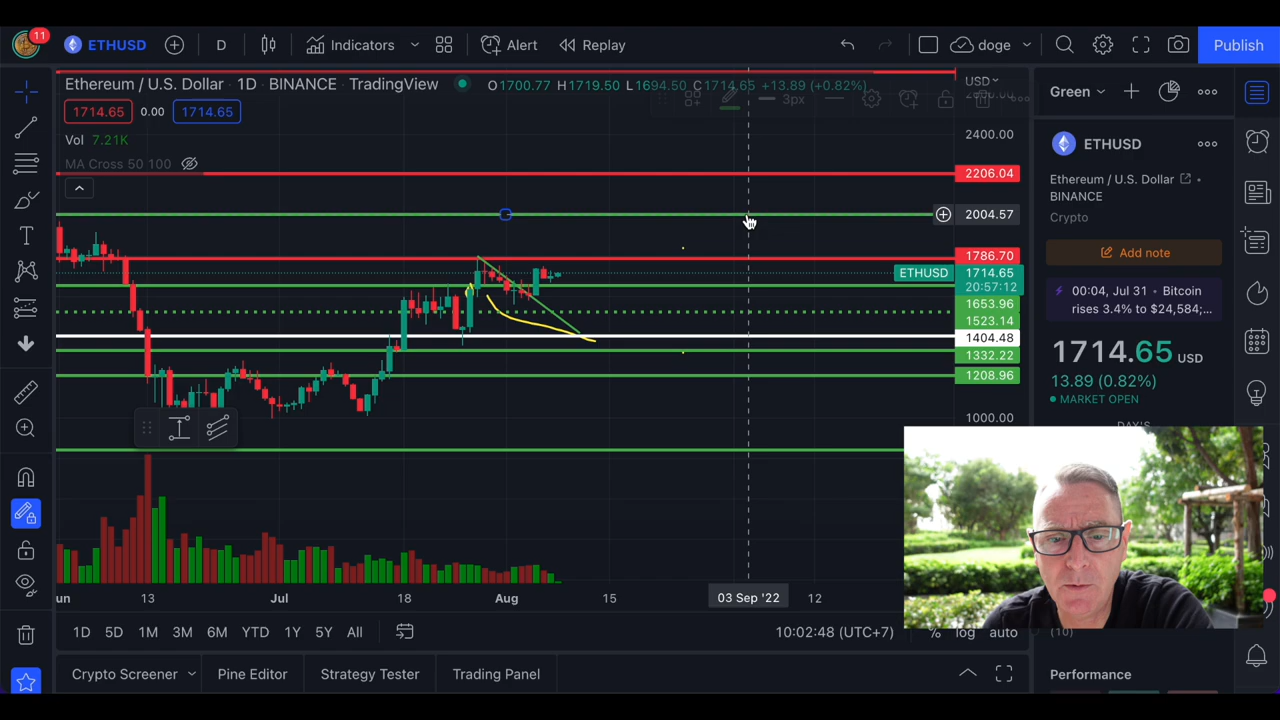 11
ETHUSD
D
Indicators
Alert
Replay
doge
Publish
Ethereum / U.S. Dollar · 1D · BINANCE · TradingView
O1700.77 H1719.50 L1694.50 C1714.65 +13.89 (+0.82%)
USD
3px
1714.65
0.00
1714.65
Vol 7.21K
MA Cross 50 100
2400.00
2206.04
2004.57
1786.70
ETHUSD
1714.65
20:57:12
1653.96
1523.14
1404.48
1332.22
1208.96
1000.00
Green
ETHUSD
Ethereum / U.S. Dollar
BINANCE
Crypto
Add note
00:04, Jul 31 • Bitcoin
rises 3.4% to $24,584;...
1714.65 USD
13.89 (0.82%)
MARKET OPEN
DAY'S
un
13
Jul
18
Aug
15
03 Sep '22
12
1D
5D
1M
3M
6M
YTD
1Y
5Y
All
10:02:48 (UTC+7)
%
log
auto
(10)
Crypto Screener
Pine Editor
Strategy Tester
Trading Panel
Performance